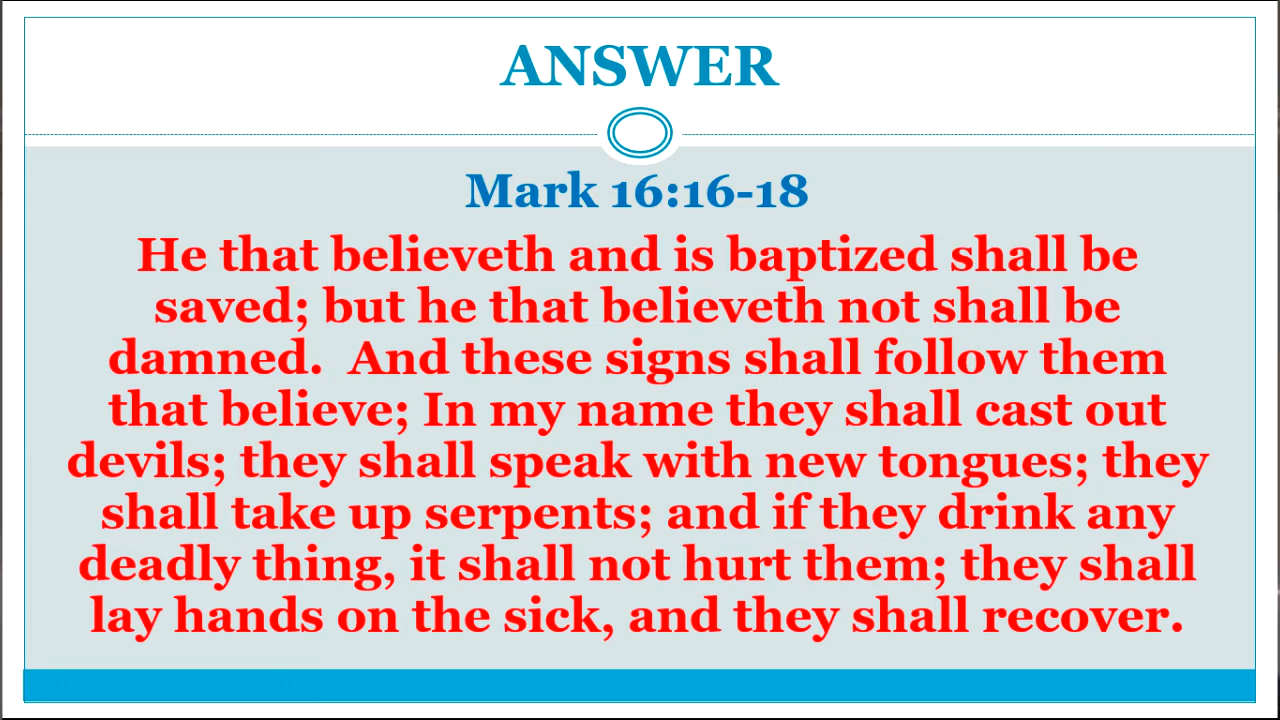 ANSWER
Mark 16:16-18
He that believeth and is baptized shall be
saved; but he that believeth not shall be
damned.  And these signs shall follow them
that believe; In my name they shall cast out
devils; they shall speak with new tongues; they
shall take up serpents; and if they drink any
deadly thing, it shall not hurt them; they shall
lay hands on the sick, and they shall recover.